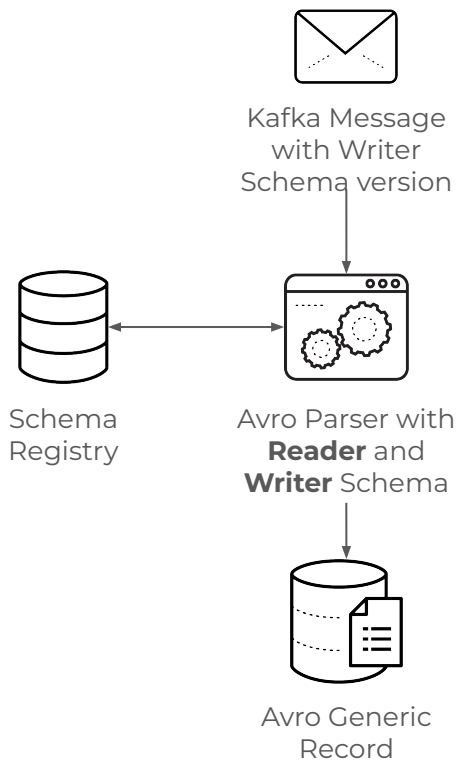 Kafka Message
with Writer
Schema version
Schema
Registry
Avro Parser with
Reader and
Writer Schema
Avro Generic
Record